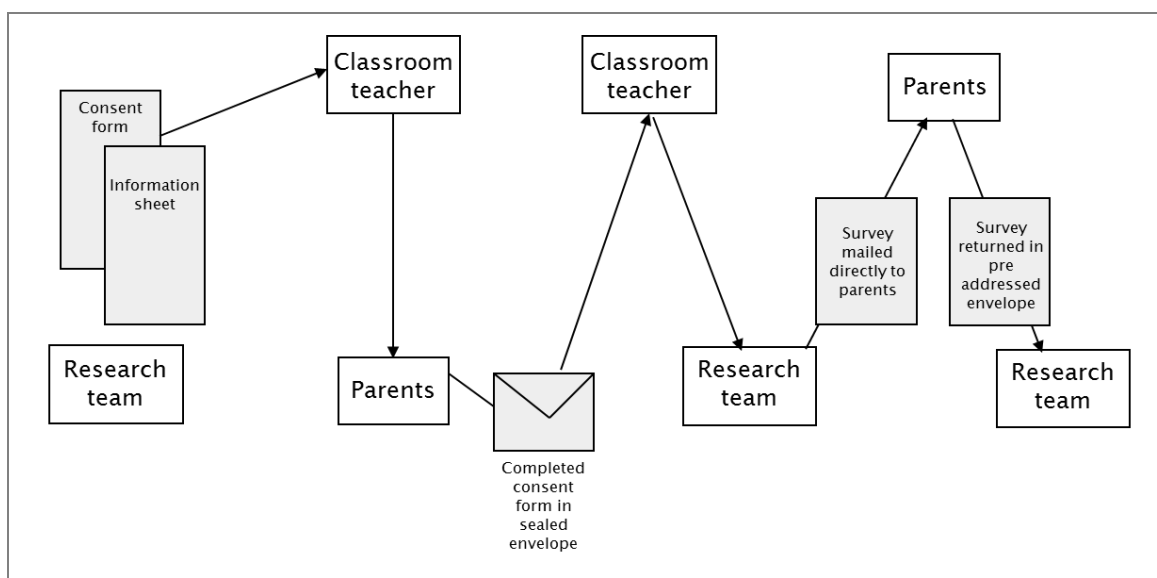 Consent
form
Information
sheet
Research
team
Classroom
teacher
Parents
Completed
consent
form in
sealed
envelope
Classroom
teacher
Research
team
Survey
mailed
directly to
parents
Parents
Survey
returned in
pre
addressed
envelope
Research
team